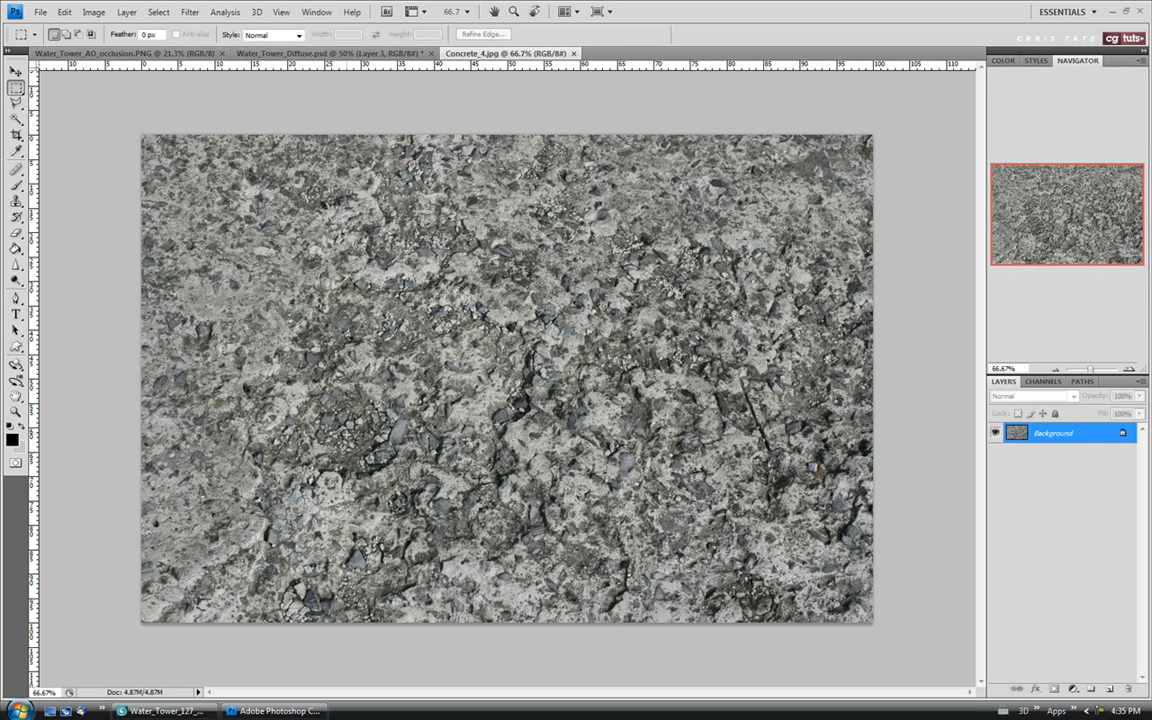 Ps File Edit Image Layer Select Filter Analysis 3D View Window Help Br 66.7 ESSENTIALS
Feather: 0 px Anti-alias Style: Normal Width: Height: Refine Edge... CHRIS TATE cg tuts+
Water_Tower_AO_occlusion.PNG @ 21.3% (RGB/8) Water_Tower_Diffuse.psd @ 50% (Layer 3, RGB/8#) * Concrete_4.jpg @ 66.7% (RGB/8#)
COLOR STYLES NAVIGATOR
66.67%
LAYERS CHANNELS PATHS
Normal Opacity: 100%
Lock: Fill: 100%
Background
66.67% Doc: 4.87M/4.87M
Water_Tower_127_... Ps Adobe Photoshop C... 3D Apps 4:35 PM